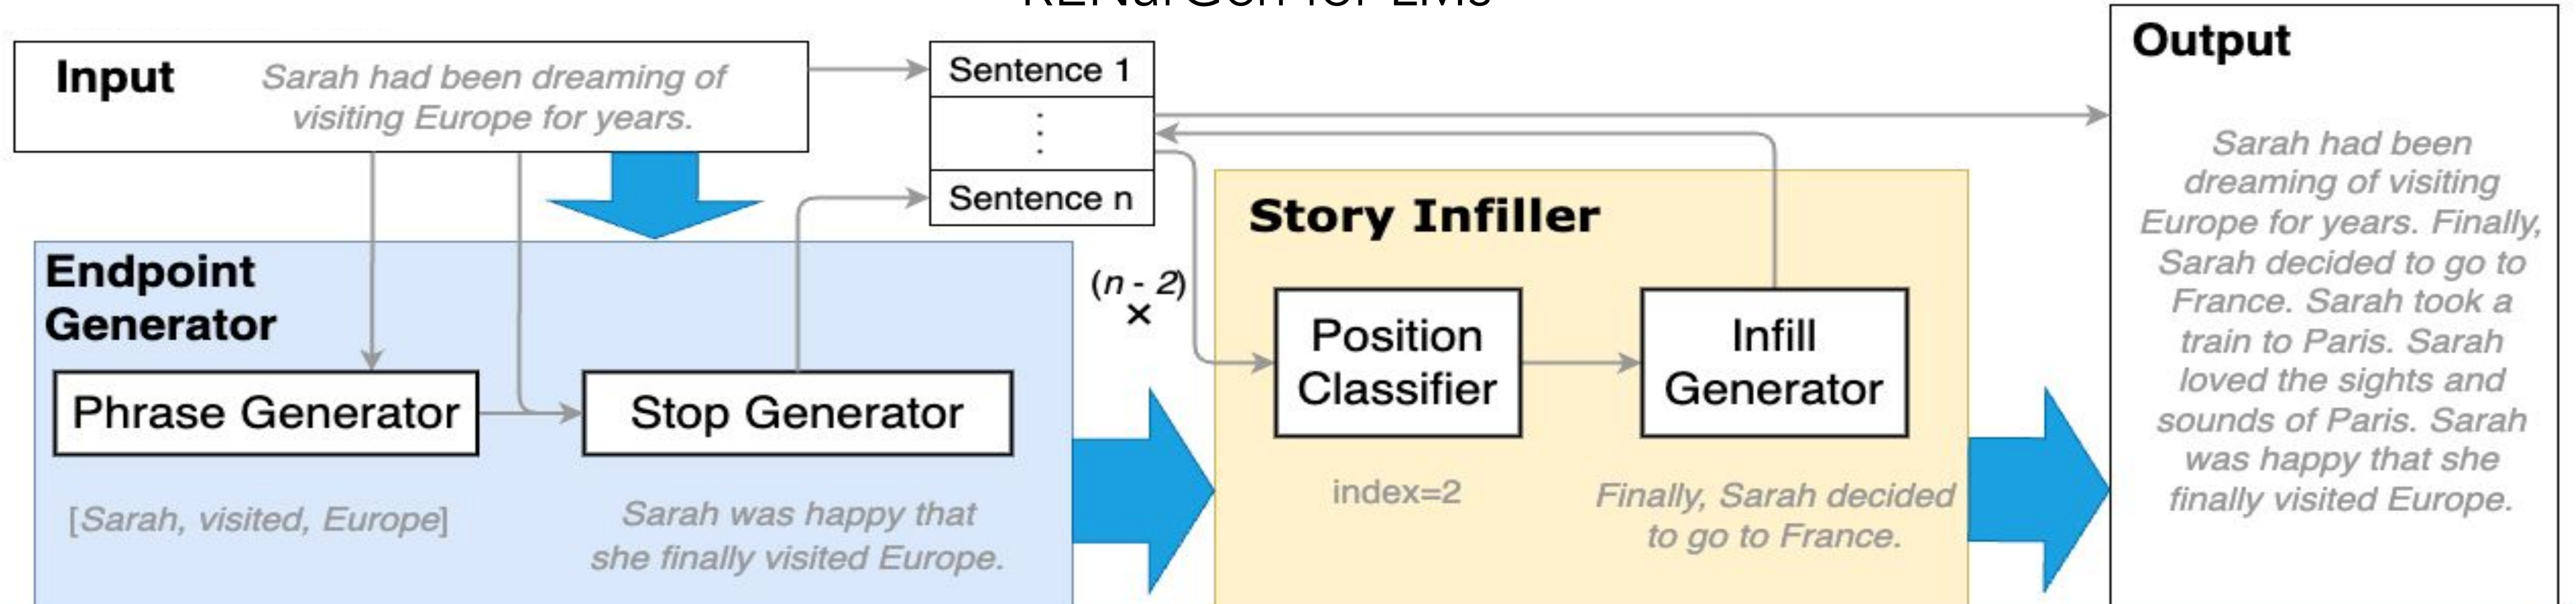 Input
Sarah had been dreaming of
visiting Europe for years.
Sentence 1
⋮
Sentence n
Endpoint
Generator
Phrase Generator
[Sarah, visited, Europe]
Stop Generator
Sarah was happy that
she finally visited Europe.
(n - 2)
×
Story Infiller
Position
Classifier
index=2
Infill
Generator
Finally, Sarah decided
to go to France.
Output
Sarah had been
dreaming of visiting
Europe for years. Finally,
Sarah decided to go to
France. Sarah took a
train to Paris. Sarah
loved the sights and
sounds of Paris. Sarah
was happy that she
finally visited Europe.